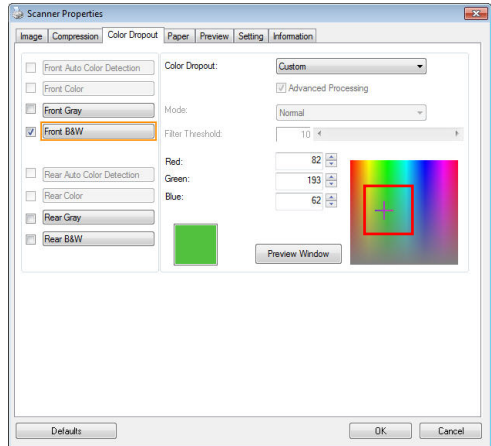 Scanner Properties
Image Compression Color Dropout Paper Preview Setting Information
Front Auto Color Detection
Front Color
Front Gray
Front B&W
Rear Auto Color Detection
Rear Color
Rear Gray
Rear B&W
Color Dropout: Custom
Advanced Processing
Mode: Normal
Filter Threshold: 10
Red: 82
Green: 193
Blue: 62
Preview Window
Defaults OK Cancel